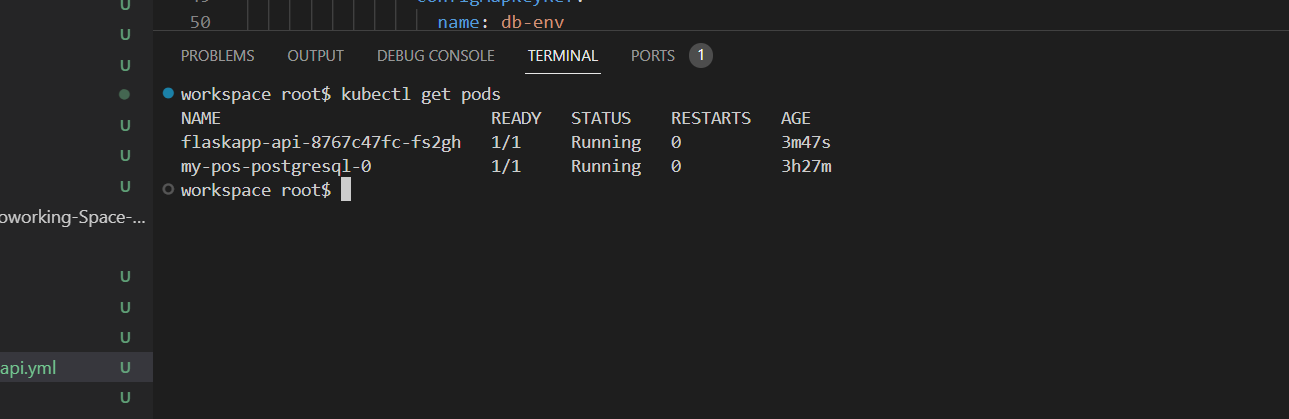 U
50 name: db-env
U
PROBLEMS OUTPUT DEBUG CONSOLE TERMINAL PORTS 1
U
workspace root$ kubectl get pods
NAME READY STATUS RESTARTS AGE
U
flaskapp-api-8767c47fc-fs2gh 1/1 Running 0 3m47s
U
my-pos-postgresql-0 1/1 Running 0 3h27m
U
workspace root$
oworking-Space-...
U
U
U
api.yml U
U